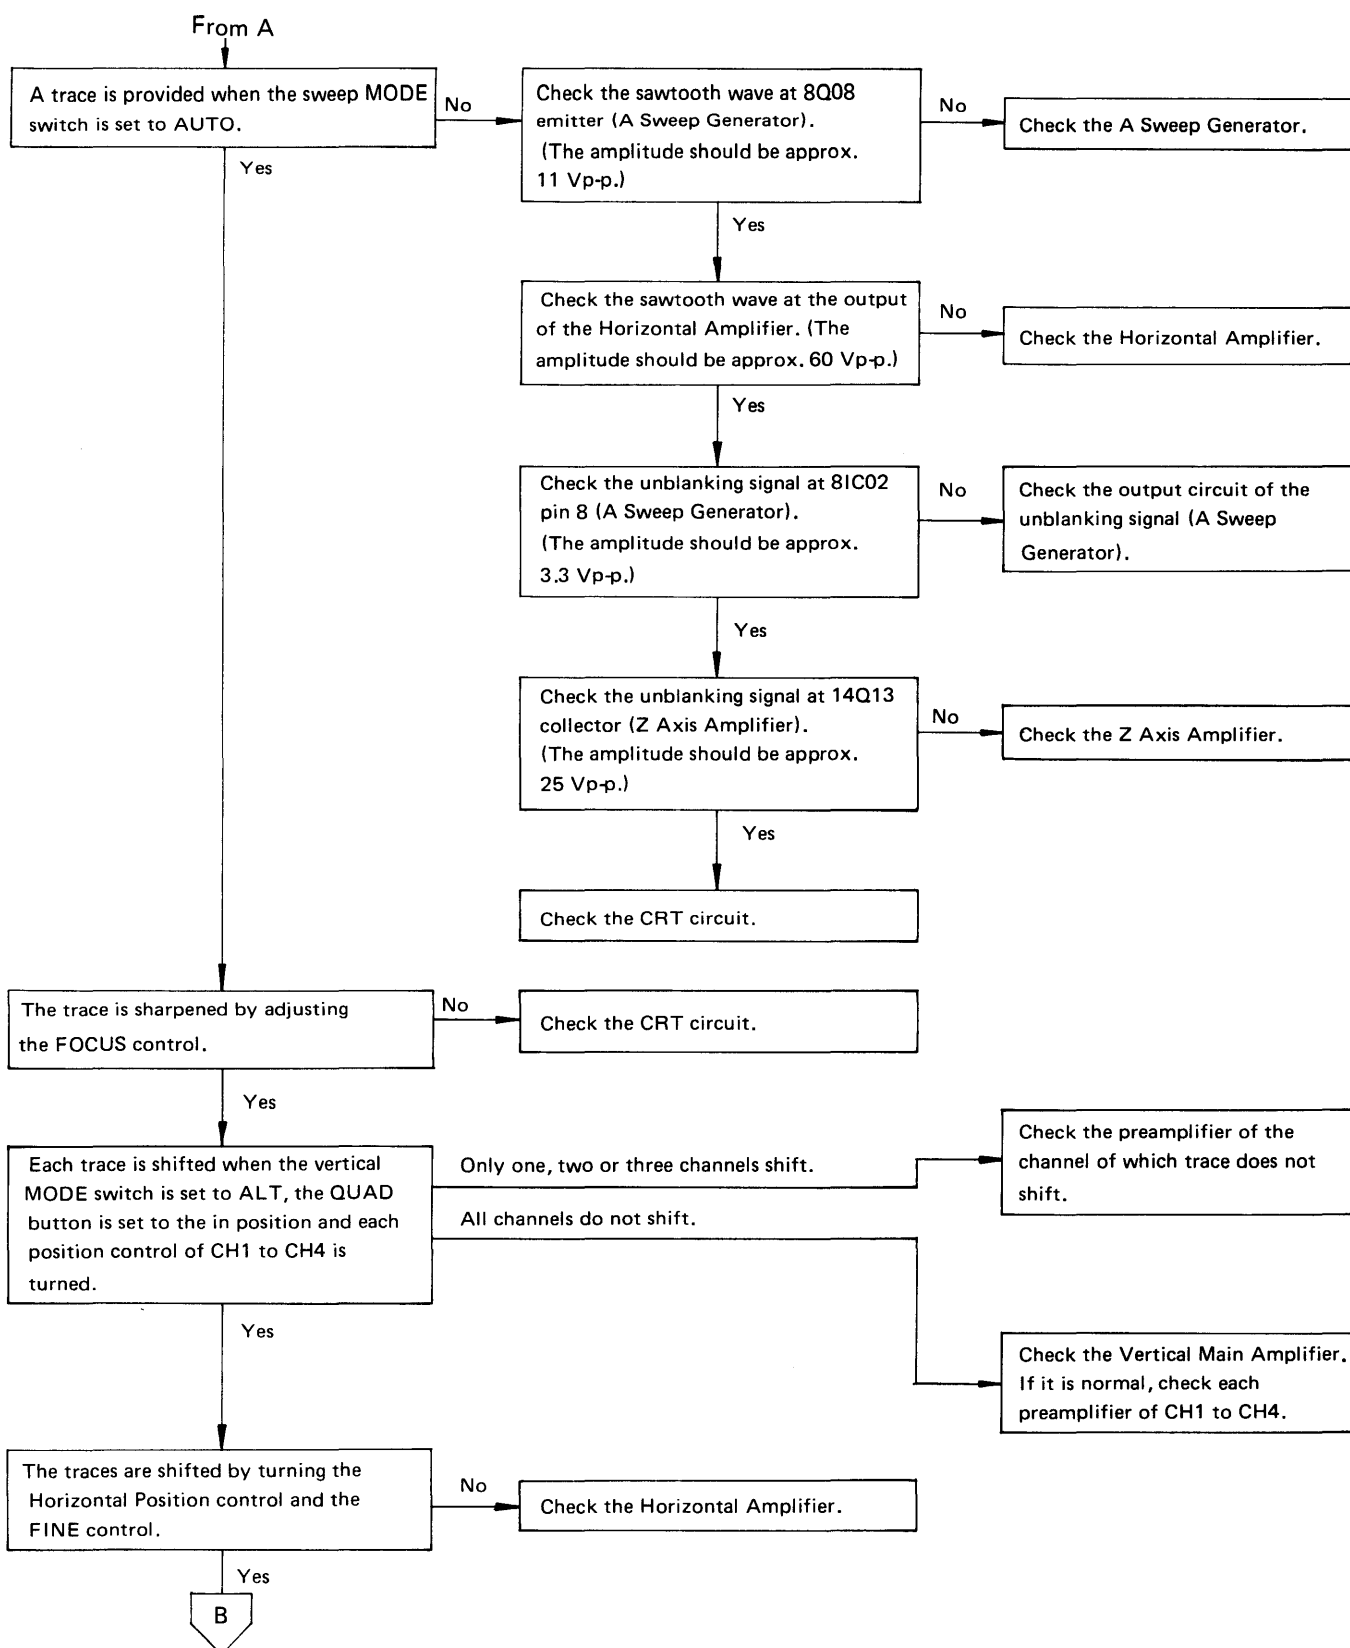 From A
A trace is provided when the sweep MODE
switch is set to AUTO.
No
Check the sawtooth wave at 8Q08
emitter (A Sweep Generator).
(The amplitude should be approx.
11 Vp-p.)
No
Check the A Sweep Generator.
Yes
Yes
Check the sawtooth wave at the output
of the Horizontal Amplifier. (The
amplitude should be approx. 60 Vp-p.)
No
Check the Horizontal Amplifier.
Yes
Check the unblanking signal at 8IC02
pin 8 (A Sweep Generator).
(The amplitude should be approx.
3.3 Vp-p.)
No
Check the output circuit of the
unblanking signal (A Sweep
Generator).
Yes
Check the unblanking signal at 14Q13
collector (Z Axis Amplifier).
(The amplitude should be approx.
25 Vp-p.)
No
Check the Z Axis Amplifier.
Yes
Check the CRT circuit.
The trace is sharpened by adjusting
the FOCUS control.
No
Check the CRT circuit.
Yes
Each trace is shifted when the vertical
MODE switch is set to ALT, the QUAD
button is set to the in position and each
position control of CH1 to CH4 is
turned.
Only one, two or three channels shift.
Check the preamplifier of the
channel of which trace does not
shift.
All channels do not shift.
Check the Vertical Main Amplifier.
If it is normal, check each
preamplifier of CH1 to CH4.
Yes
The traces are shifted by turning the
Horizontal Position control and the
FINE control.
No
Check the Horizontal Amplifier.
Yes
B